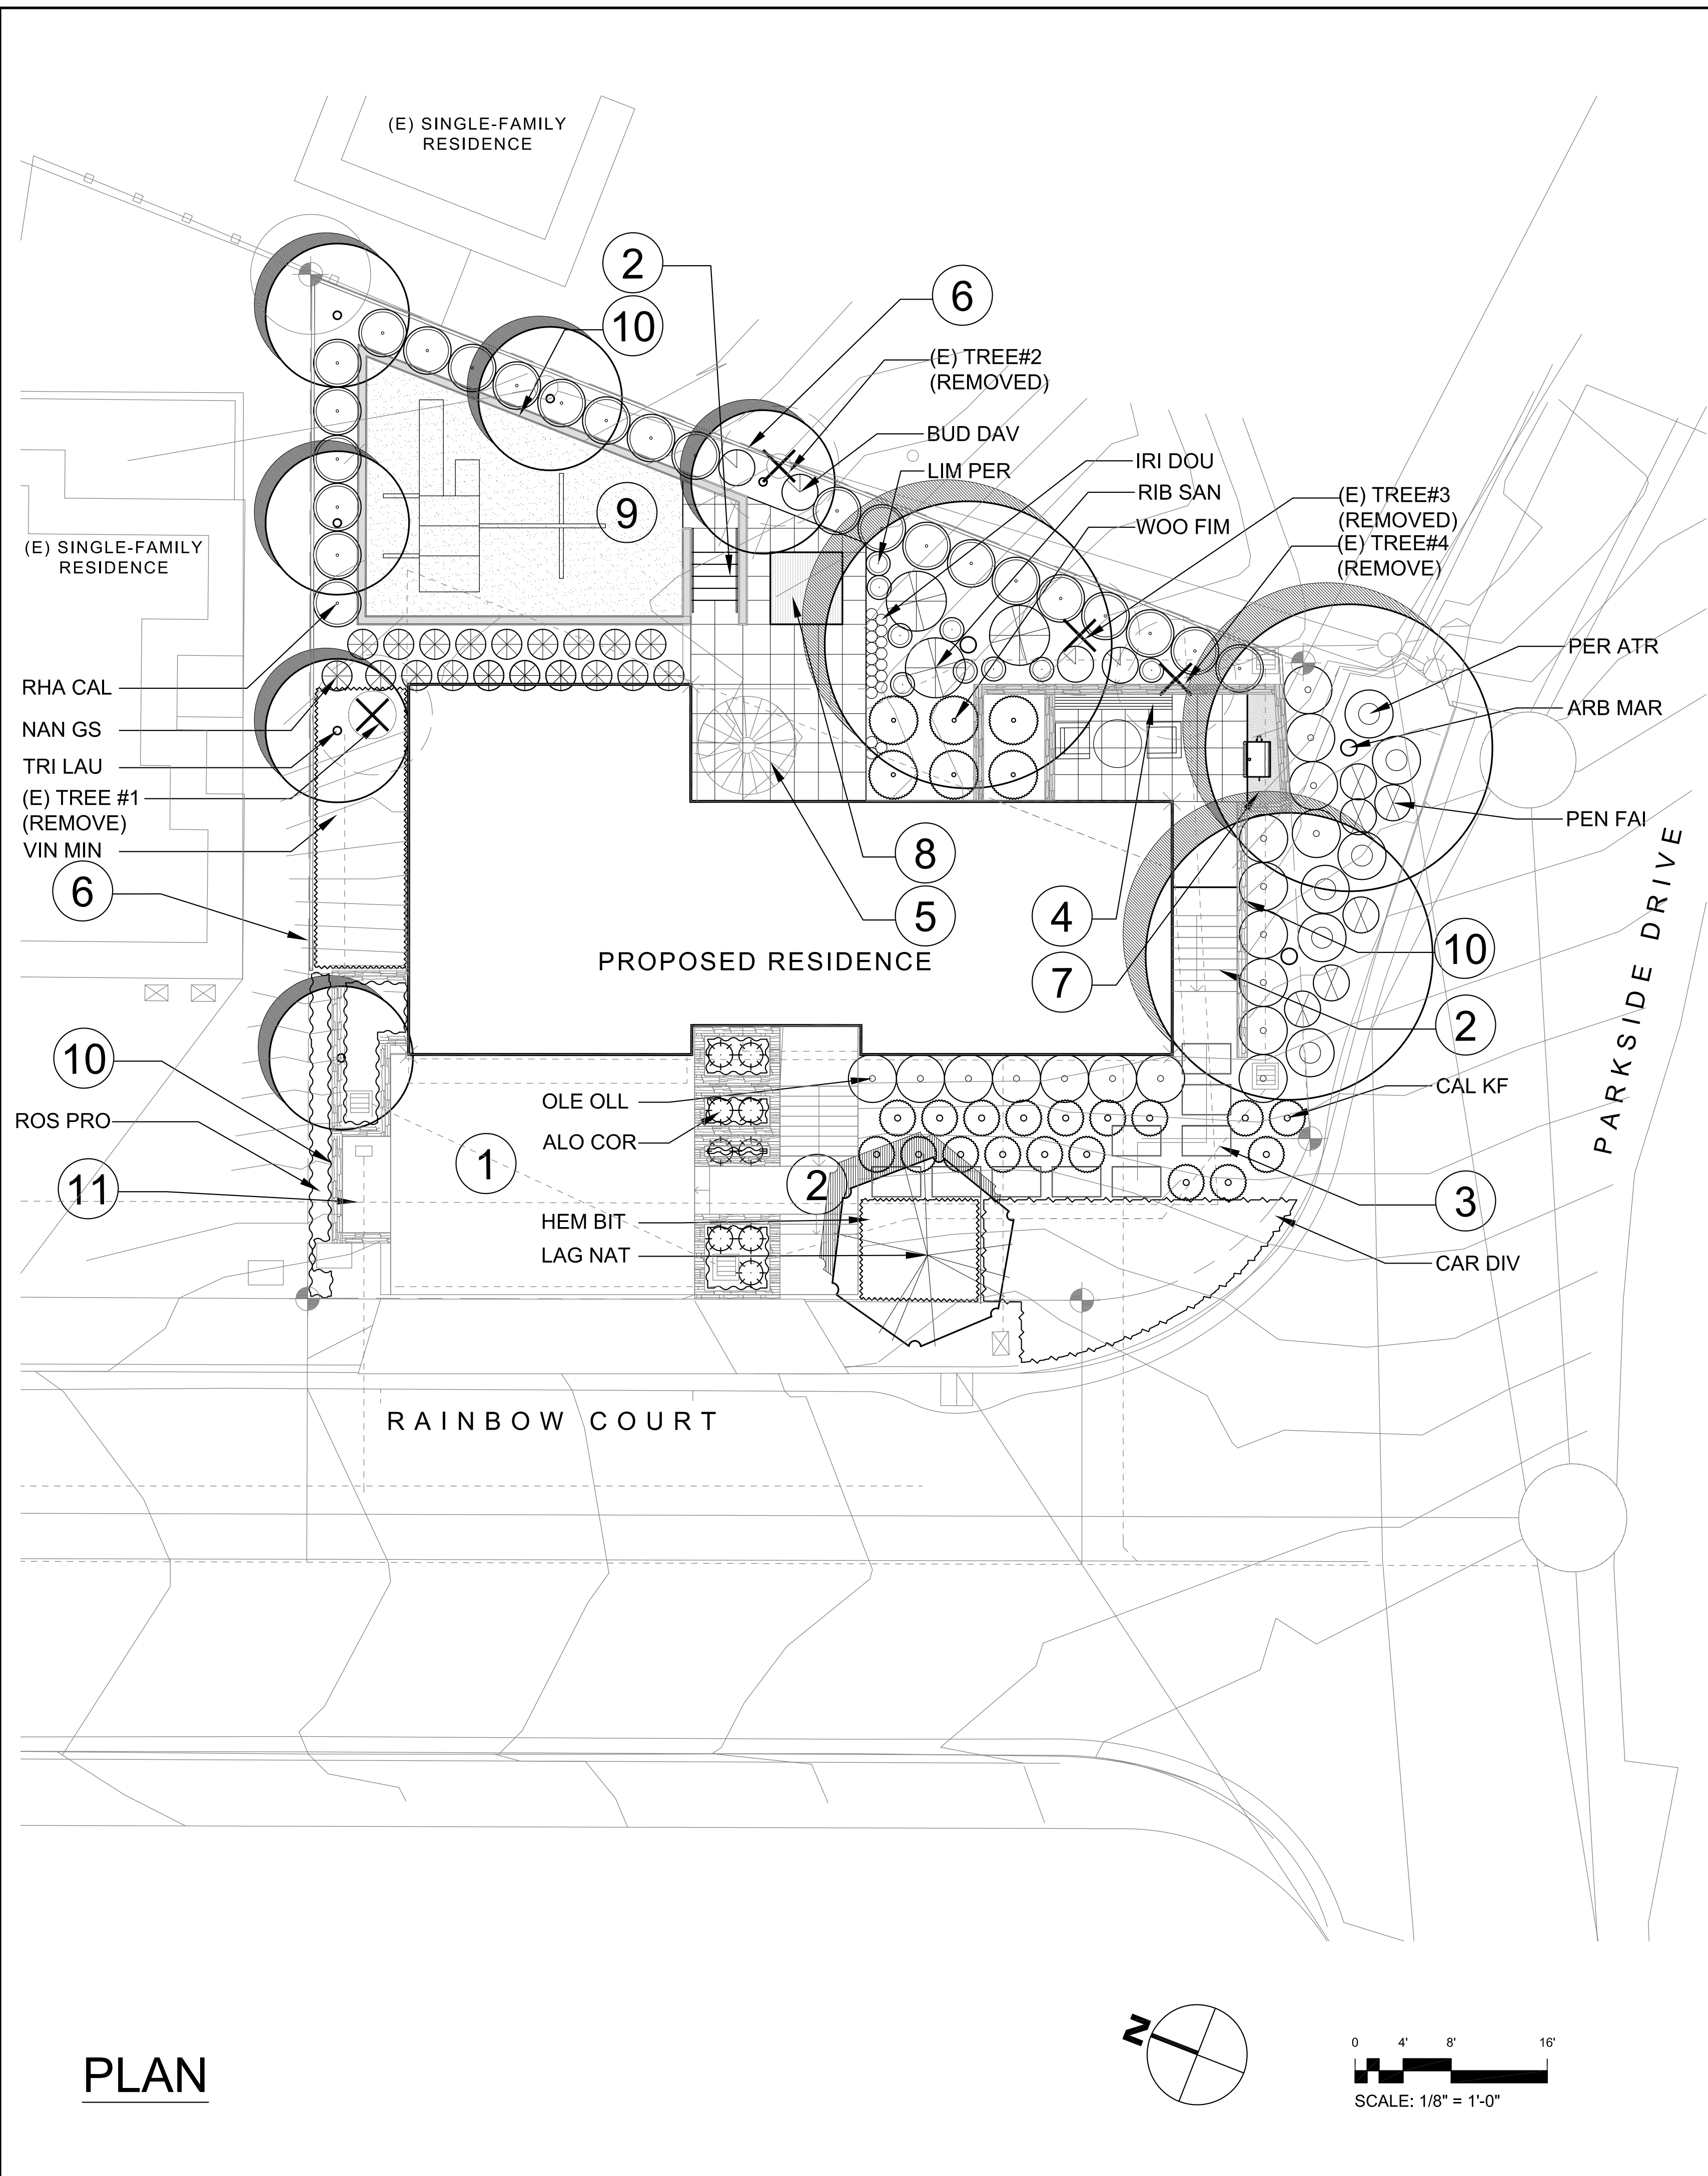 (E) SINGLE-FAMILY
RESIDENCE
2
10
6
(E) TREE#2
(REMOVED)
BUD DAV
LIM PER
IRI DOU
RIB SAN
WOO FIM
(E) TREE#3
(REMOVED)
(E) TREE#4
(REMOVE)
9
(E) SINGLE-FAMILY
RESIDENCE
PER ATR
ARB MAR
PEN FAI
RHA CAL
NAN GS
TRI LAU
(E) TREE #1
(REMOVE)
VIN MIN
6
8
5
4
7
PROPOSED RESIDENCE
10
2
PARKSIDE DRIVE
10
ROS PRO
11
1
OLE OLL
ALO COR
2
HEM BIT
LAG NAT
CAL KF
3
CAR DIV
RAINBOW COURT
PLAN
N
0 4' 8' 16'
SCALE: 1/8" = 1'-0"